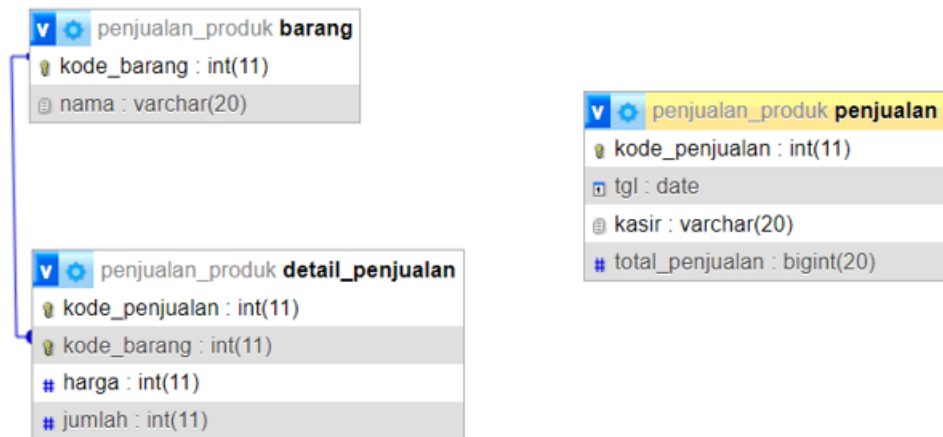 penjualan_produk barang
kode_barang : int(11)
nama : varchar(20)
penjualan_produk penjualan
kode_penjualan : int(11)
tgl : date
kasir : varchar(20)
total_penjualan : bigint(20)
penjualan_produk detail_penjualan
kode_penjualan : int(11)
kode_barang : int(11)
harga : int(11)
jumlah : int(11)